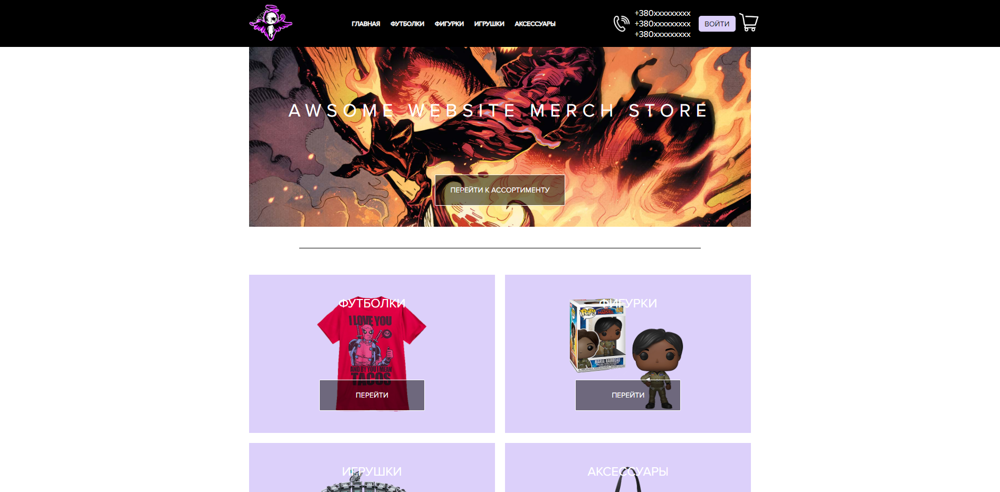 ГЛАВНАЯ ФУТБОЛКИ ФИГУРКИ ИГРУШКИ АКСЕССУАРЫ
+380xxxxxxxxx
+380xxxxxxxxx
+380xxxxxxxxx
ВОЙТИ
AWSOME WEBSITE MERCH STORE
ПЕРЕЙТИ К АССОРТИМЕНТУ
ФУТБОЛКИ
I LOVE YOU
AND BY YOU I MEAN
TACOS
ПЕРЕЙТИ
ФИГУРКИ
POP!
MARIA RAMBEAU
ПЕРЕЙТИ
ИГРУШКИ
АКСЕССУАРЫ